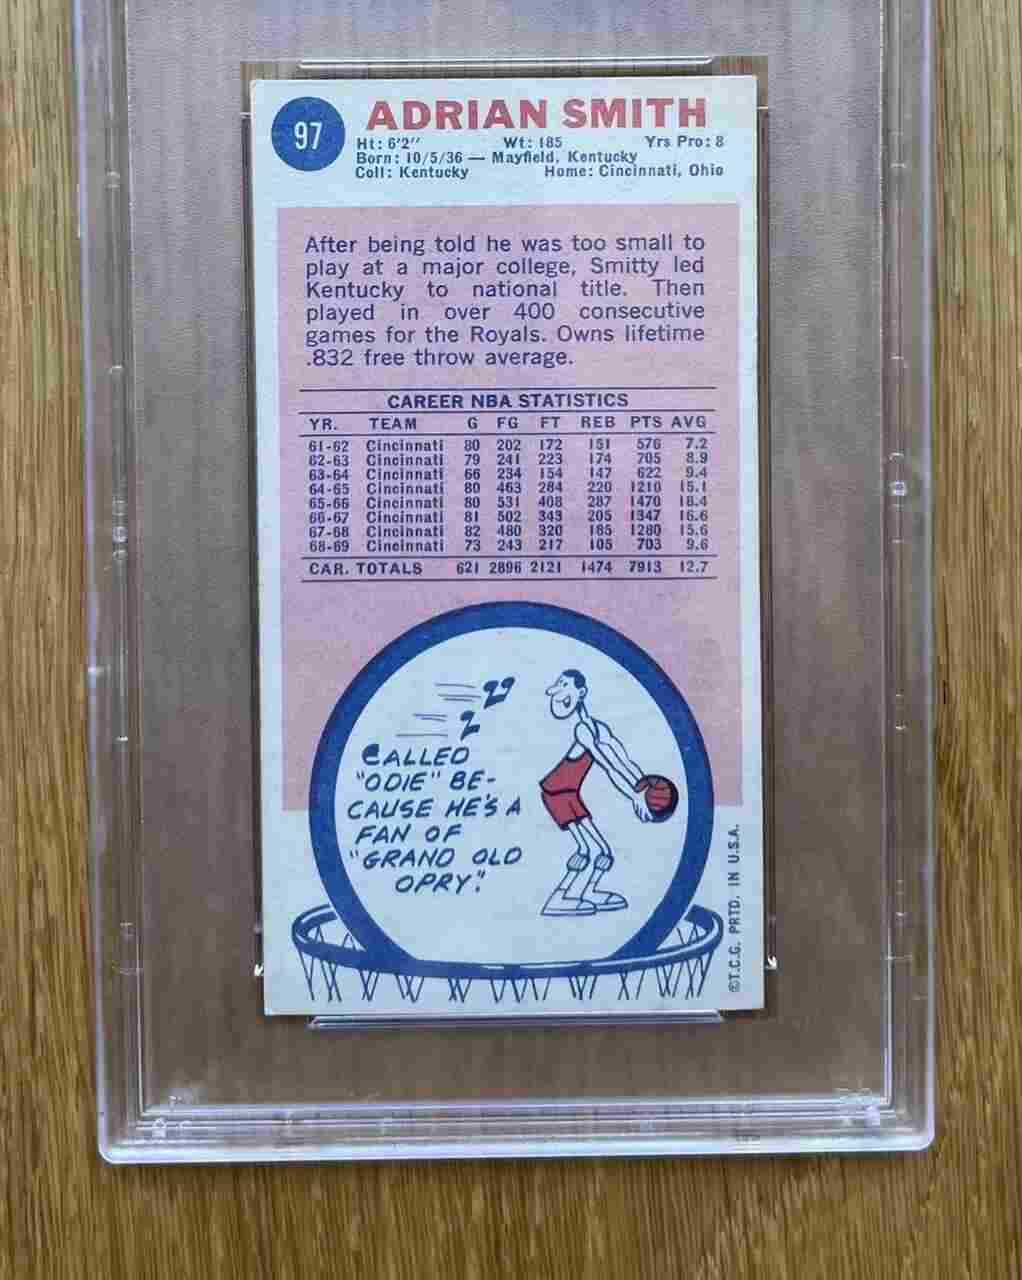 97
ADRIAN SMITH
Ht: 6'2" Wt: 185 Yrs Pro: 8
Born: 10/5/36 — Mayfield, Kentucky
Coll: Kentucky Home: Cincinnati, Ohio
After being told he was too small to
play at a major college, Smitty led
Kentucky to national title. Then
played in over 400 consecutive
games for the Royals. Owns lifetime
.832 free throw average.
CAREER NBA STATISTICS
YR. TEAM G FG FT REB PTS AVG
61-62 Cincinnati 80 202 172 151 576 7.2
62-63 Cincinnati 79 241 223 174 705 8.9
63-64 Cincinnati 66 234 154 147 622 9.4
64-65 Cincinnati 80 463 284 220 1210 15.1
65-66 Cincinnati 80 531 408 287 1470 18.4
66-67 Cincinnati 81 502 343 205 1347 16.6
67-68 Cincinnati 82 480 320 185 1280 15.6
68-69 Cincinnati 73 243 217 105 703 9.6
CAR. TOTALS 621 2896 2121 1474 7913 12.7
CALLED
"ODIE" BE-
CAUSE HE'S A
FAN OF
"GRAND OLD
OPRY."
©T.C.G. PRTD. IN U.S.A.